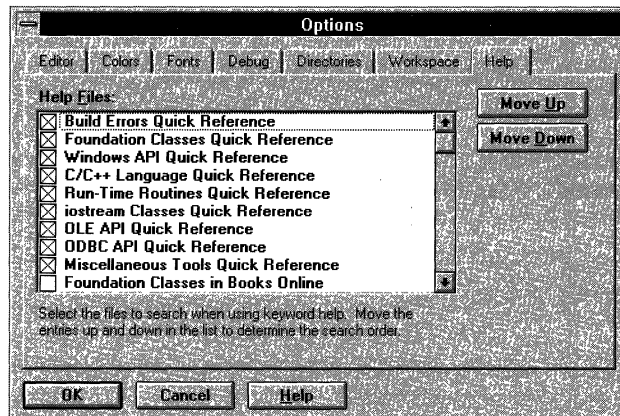 Options
Editor Colors Fonts Debug Directories Workspace Help
Help Files:
Build Errors Quick Reference
Foundation Classes Quick Reference
Windows API Quick Reference
C/C++ Language Quick Reference
Run-Time Routines Quick Reference
iostream Classes Quick Reference
OLE API Quick Reference
ODBC API Quick Reference
Miscellaneous Tools Quick Reference
Foundation Classes in Books Online
Move Up
Move Down
Select the files to search when using keyword help. Move the
entries up and down in the list to determine the search order.
OK Cancel Help